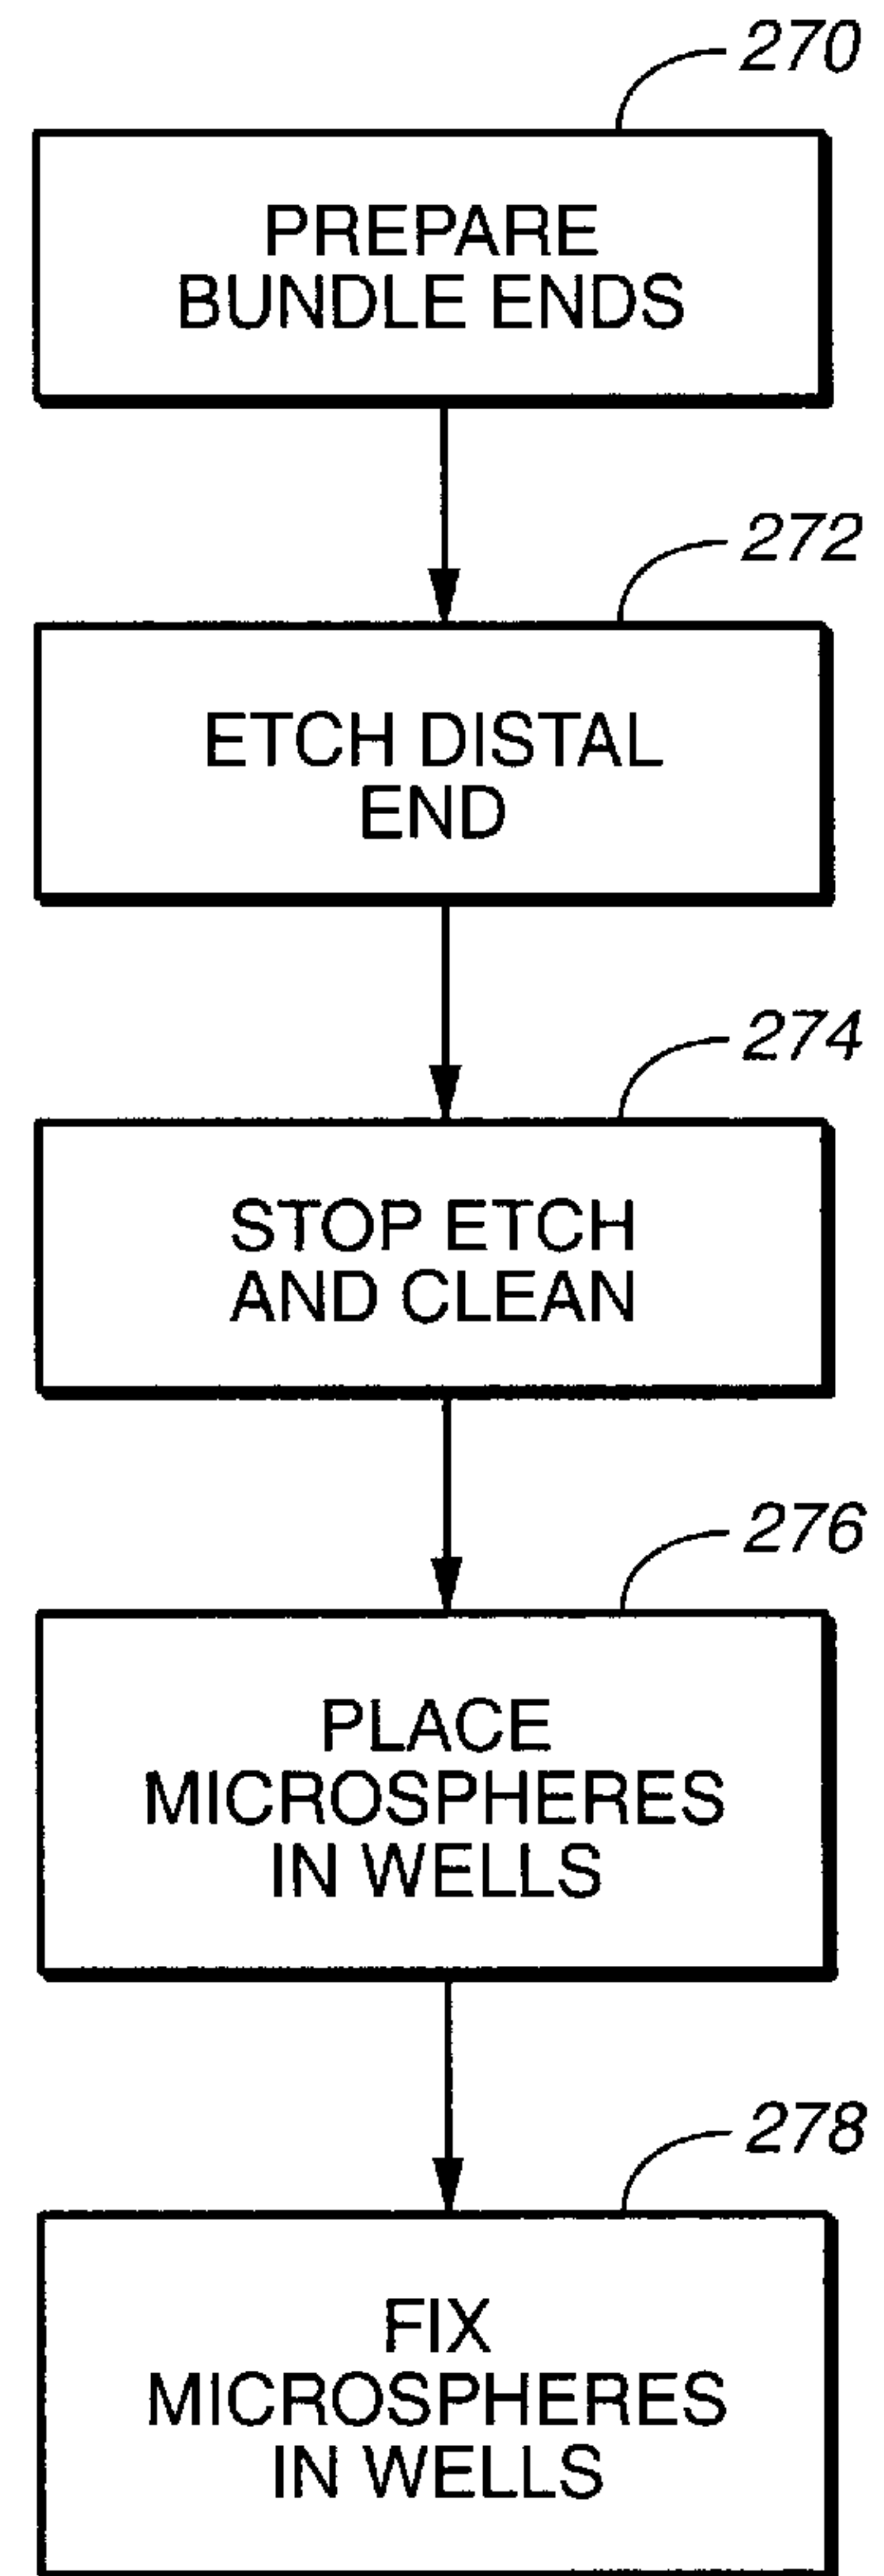 270
PREPARE
BUNDLE ENDS
272
ETCH DISTAL
END
274
STOP ETCH
AND CLEAN
276
PLACE
MICROSPHERES
IN WELLS
278
FIX
MICROSPHERES
IN WELLS